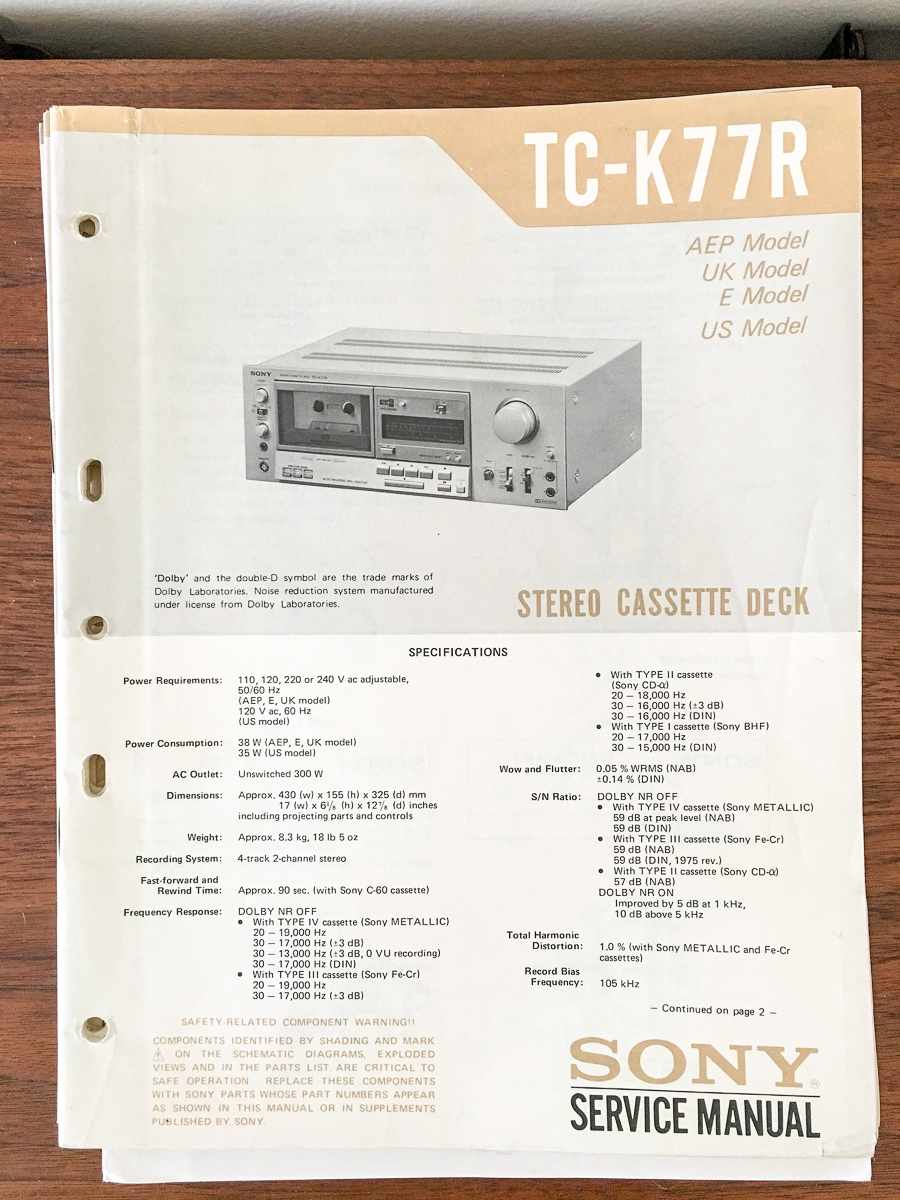 TC-K77R
AEP Model
UK Model
E Model
US Model
SONY
'Dolby' and the double-D symbol are the trade marks of
Dolby Laboratories. Noise reduction system manufactured
under license from Dolby Laboratories.
STEREO CASSETTE DECK
SPECIFICATIONS
Power Requirements: 110, 120, 220 or 240 V ac adjustable,
50/60 Hz
(AEP, E, UK model)
120 V ac, 60 Hz
(US model)
Power Consumption: 38 W (AEP, E, UK model)
35 W (US model)
AC Outlet: Unswitched 300 W
Dimensions: Approx. 430 (w) x 155 (h) x 325 (d) mm
17 (w) x 6⅛ (h) x 12⅞ (d) inches
including projecting parts and controls
Weight: Approx. 8.3 kg, 18 lb 5 oz
Recording System: 4-track 2-channel stereo
Fast-forward and
Rewind Time: Approx. 90 sec. (with Sony C-60 cassette)
Frequency Response: DOLBY NR OFF
● With TYPE IV cassette (Sony METALLIC)
20 – 19,000 Hz
30 – 17,000 Hz (±3 dB)
30 – 13,000 Hz (±3 dB, 0 VU recording)
30 – 17,000 Hz (DIN)
● With TYPE III cassette (Sony Fe-Cr)
20 – 19,000 Hz
30 – 17,000 Hz (±3 dB)
● With TYPE II cassette
(Sony CD-α)
20 – 18,000 Hz
30 – 16,000 Hz (±3 dB)
30 – 16,000 Hz (DIN)
● With TYPE I cassette (Sony BHF)
20 – 17,000 Hz
30 – 15,000 Hz (DIN)
Wow and Flutter: 0.05 % WRMS (NAB)
±0.14 % (DIN)
S/N Ratio: DOLBY NR OFF
● With TYPE IV cassette (Sony METALLIC)
59 dB at peak level (NAB)
59 dB (DIN)
● With TYPE III cassette (Sony Fe-Cr)
59 dB (NAB)
59 dB (DIN, 1975 rev.)
● With TYPE II cassette (Sony CD-α)
57 dB (NAB)
DOLBY NR ON
Improved by 5 dB at 1 kHz,
10 dB above 5 kHz
Total Harmonic
Distortion: 1.0 % (with Sony METALLIC and Fe-Cr
cassettes)
Record Bias
Frequency: 105 kHz
– Continued on page 2 –
SAFETY-RELATED COMPONENT WARNING!!
COMPONENTS IDENTIFIED BY SHADING AND MARK
⚠ ON THE SCHEMATIC DIAGRAMS, EXPLODED
VIEWS AND IN THE PARTS LIST ARE CRITICAL TO
SAFE OPERATION. REPLACE THESE COMPONENTS
WITH SONY PARTS WHOSE PART NUMBERS APPEAR
AS SHOWN IN THIS MANUAL OR IN SUPPLEMENTS
PUBLISHED BY SONY.
SONY®
SERVICE MANUAL